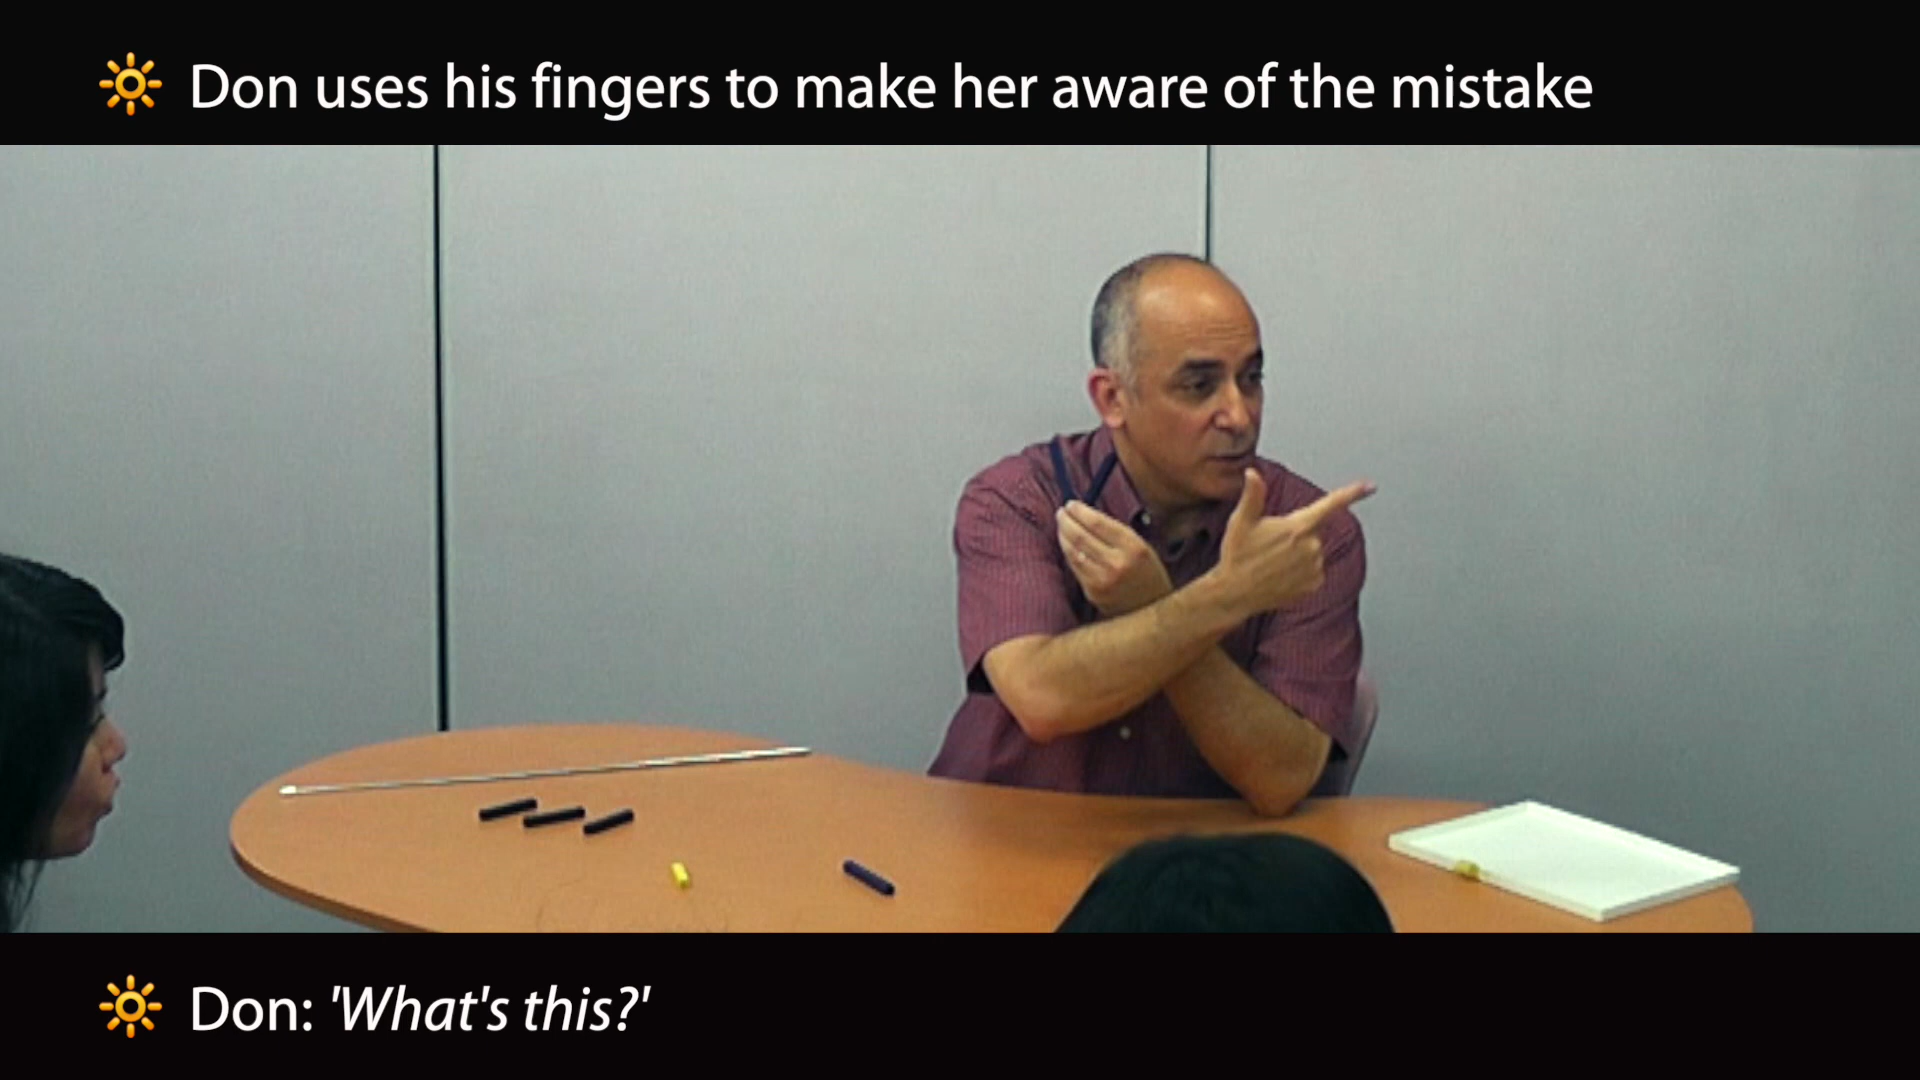 Don uses his fingers to make her aware of the mistake
Don: 'What's this?'